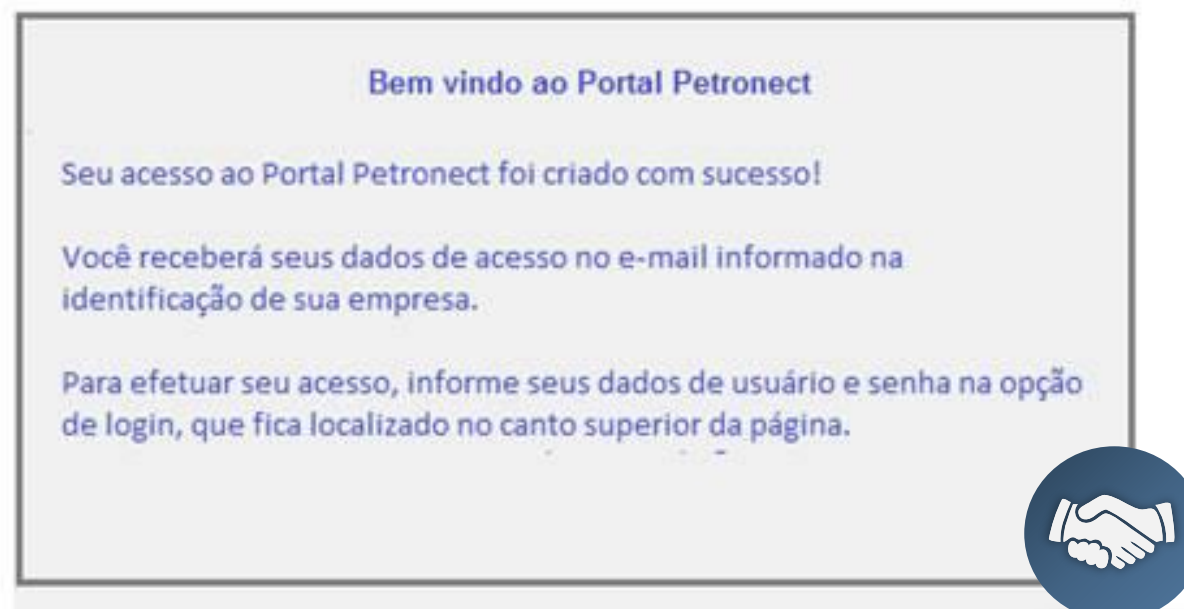 Bem vindo ao Portal Petronect
Seu acesso ao Portal Petronect foi criado com sucesso!
Você receberá seus dados de acesso no e-mail informado na
identificação de sua empresa.
Para efetuar seu acesso, informe seus dados de usuário e senha na opção
de login, que fica localizado no canto superior da página.